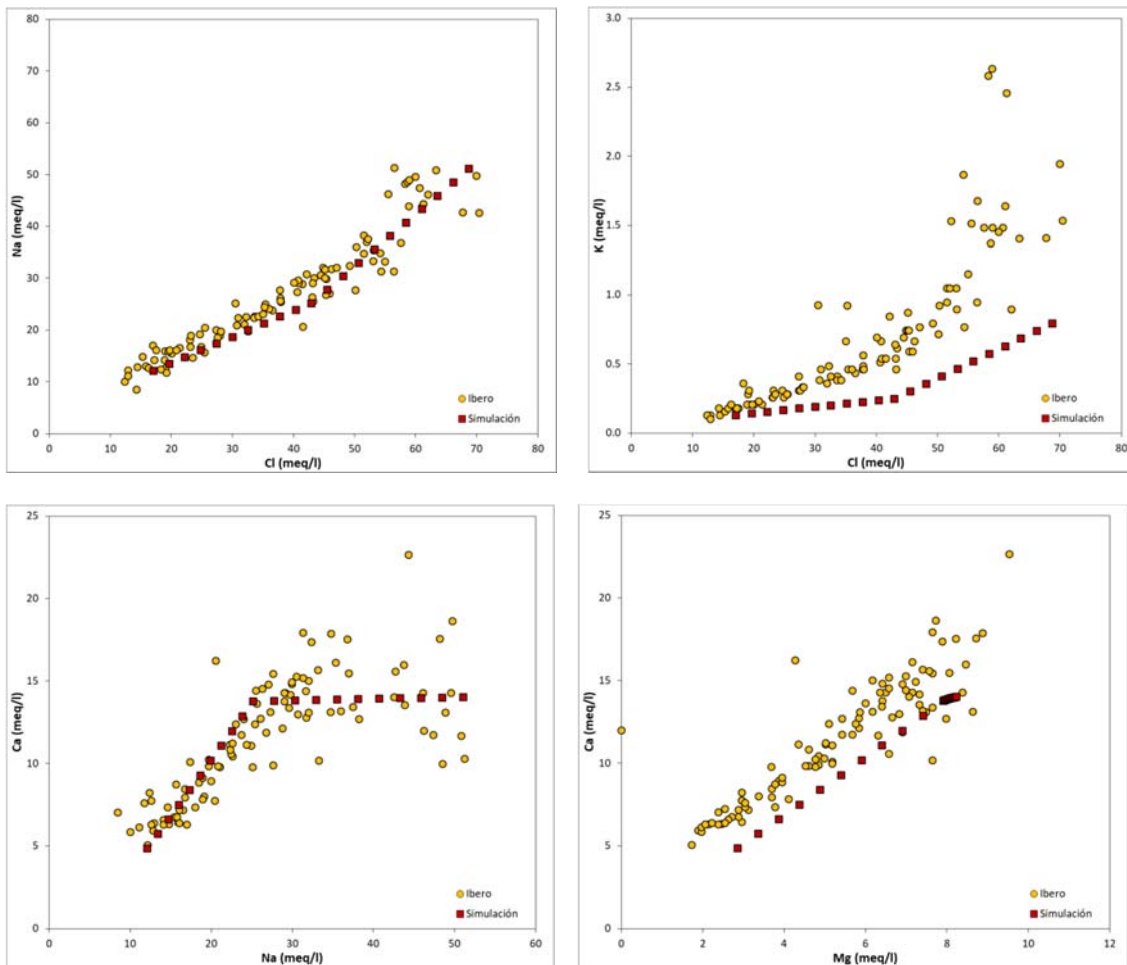 80
70
60
50
40
30
20
10
0
Na (meq/l)
0 10 20 30 40 50 60 70 80
Cl (meq/l)
Ibero
Simulación
3.0
2.5
2.0
1.5
1.0
0.5
0.0
K (meq/l)
0 10 20 30 40 50 60 70 80
Cl (meq/l)
Ibero
Simulación
25
20
15
10
5
0
Ca (meq/l)
0 10 20 30 40 50 60
Na (meq/l)
Ibero
Simulación
25
20
15
10
5
0
Ca (meq/l)
0 2 4 6 8 10 12
Mg (meq/l)
Ibero
Simulación